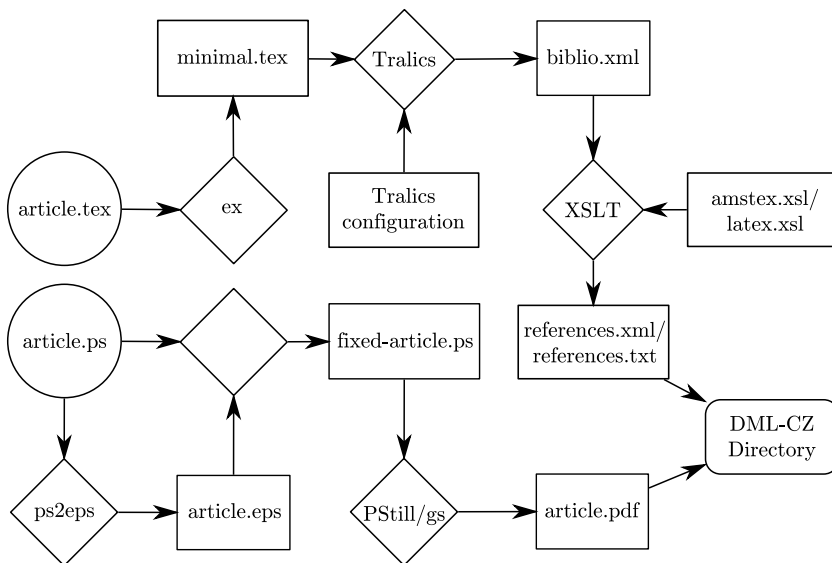 minimal.tex
Tralics
biblio.xml
article.tex
ex
Tralics
configuration
XSLT
amstex.xsl/
latex.xsl
article.ps
fixed-article.ps
references.xml/
references.txt
DML-CZ
Directory
ps2eps
article.eps
PStill/gs
article.pdf